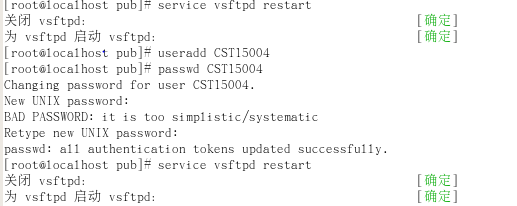 [root@localhost pub]# service vsftpd restart
关闭 vsftpd: [确定]
为 vsftpd 启动 vsftpd: [确定]
[root@localhost pub]# useradd CST15004
[root@localhost pub]# passwd CST15004
Changing password for user CST15004.
New UNIX password:
BAD PASSWORD: it is too simplistic/systematic
Retype new UNIX password:
passwd: all authentication tokens updated successfully.
[root@localhost pub]# service vsftpd restart
关闭 vsftpd: [确定]
为 vsftpd 启动 vsftpd: [确定]